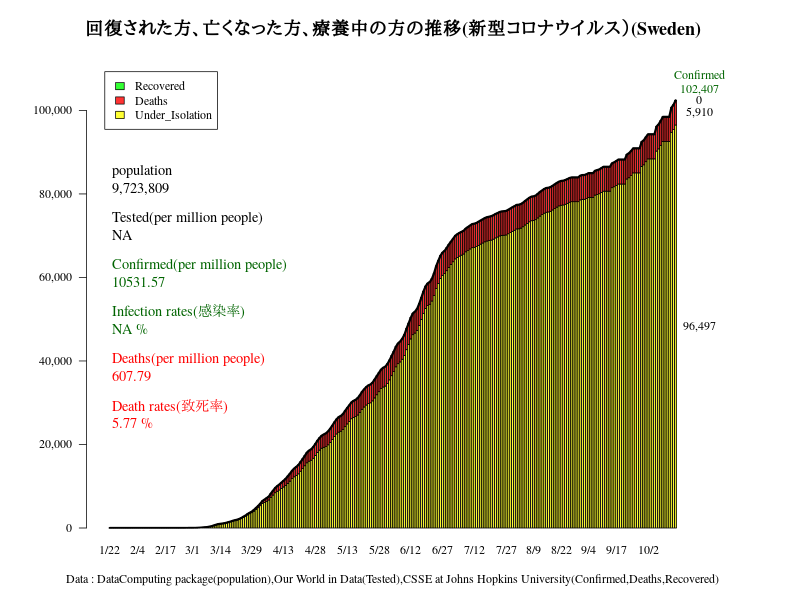 回復された方、亡くなった方、療養中の方の推移(新型コロナウイルス)(Sweden)
Recovered
Deaths
Under_Isolation
Confirmed
102,407
0
5,910
96,497
population
9,723,809
Tested(per million people)
NA
Confirmed(per million people)
10531.57
Infection rates(感染率)
NA %
Deaths(per million people)
607.79
Death rates(致死率)
5.77 %
100,000
80,000
60,000
40,000
20,000
0
1/22 2/4 2/17 3/1 3/14 3/29 4/13 4/28 5/13 5/28 6/12 6/27 7/12 7/27 8/9 8/22 9/4 9/17 10/2
Data : DataComputing package(population),Our World in Data(Tested),CSSE at Johns Hopkins University(Confirmed,Deaths,Recovered)